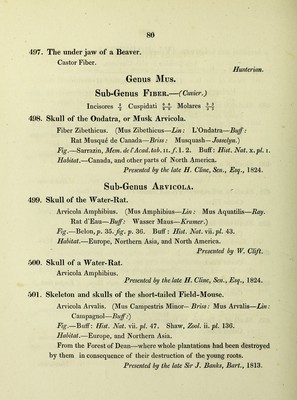 80
497. The under jaw of a Beaver.
Castor Fiber.
Hunterian.
Genus Mus.
Sub-Genus Fiber.—(Cuvier.)
Incisores 2/2 Cuspidati 0-0/0-0 Molares 3-3/3-3
498. Skull of the Ondatra, or Musk Arvicola.
Fiber Zibethicus. (Mus Zibethicus—Lin: L'Ondatra—Buff:
Rat Musqué de Canada—Briss: Musquash—Josselyn.)
Fig.—Sarrazin, Mem. de l'Acad. tab. 11. f. 1. 2. Buff: Hist. Nat. x. pl. 1.
Habitat.—Canada, and other parts of North America.
Presented by the late H. Cline, Sen., Esq., 1824.
Sub-Genus Arvicola.
499. Skull of the Water-Rat.
Arvicola Amphibius. (Mus Amphibius—Lin: Mus Aquatilis—Ray.
Rat d'Eau—Buff: Wasser Maus—Kramer.)
Fig.—Belon, p. 35. fig. p. 36. Buff: Hist. Nat. vii. pl. 43.
Habitat.—Europe, Northern Asia, and North America.
Presented by W. Clift.
500. Skull of a Water-Rat.
Arvicola Amphibius.
Presented by the late H. Cline, Sen., Esq., 1824.
501. Skeleton and skulls of the short-tailed Field-Mouse.
Arvicola Arvalis. (Mus Campestris Minor—Briss: Mus Arvalis—Lin:
Campagnol—Buff:)
Fig.—Buff: Hist. Nat. vii. pl. 47. Shaw, Zool. ii. pl. 136.
Habitat.—Europe, and Northern Asia.
From the Forest of Dean—where whole plantations had been destroyed
by them in consequence of their destruction of the young roots.
Presented by the late Sir J. Banks, Bart., 1813.